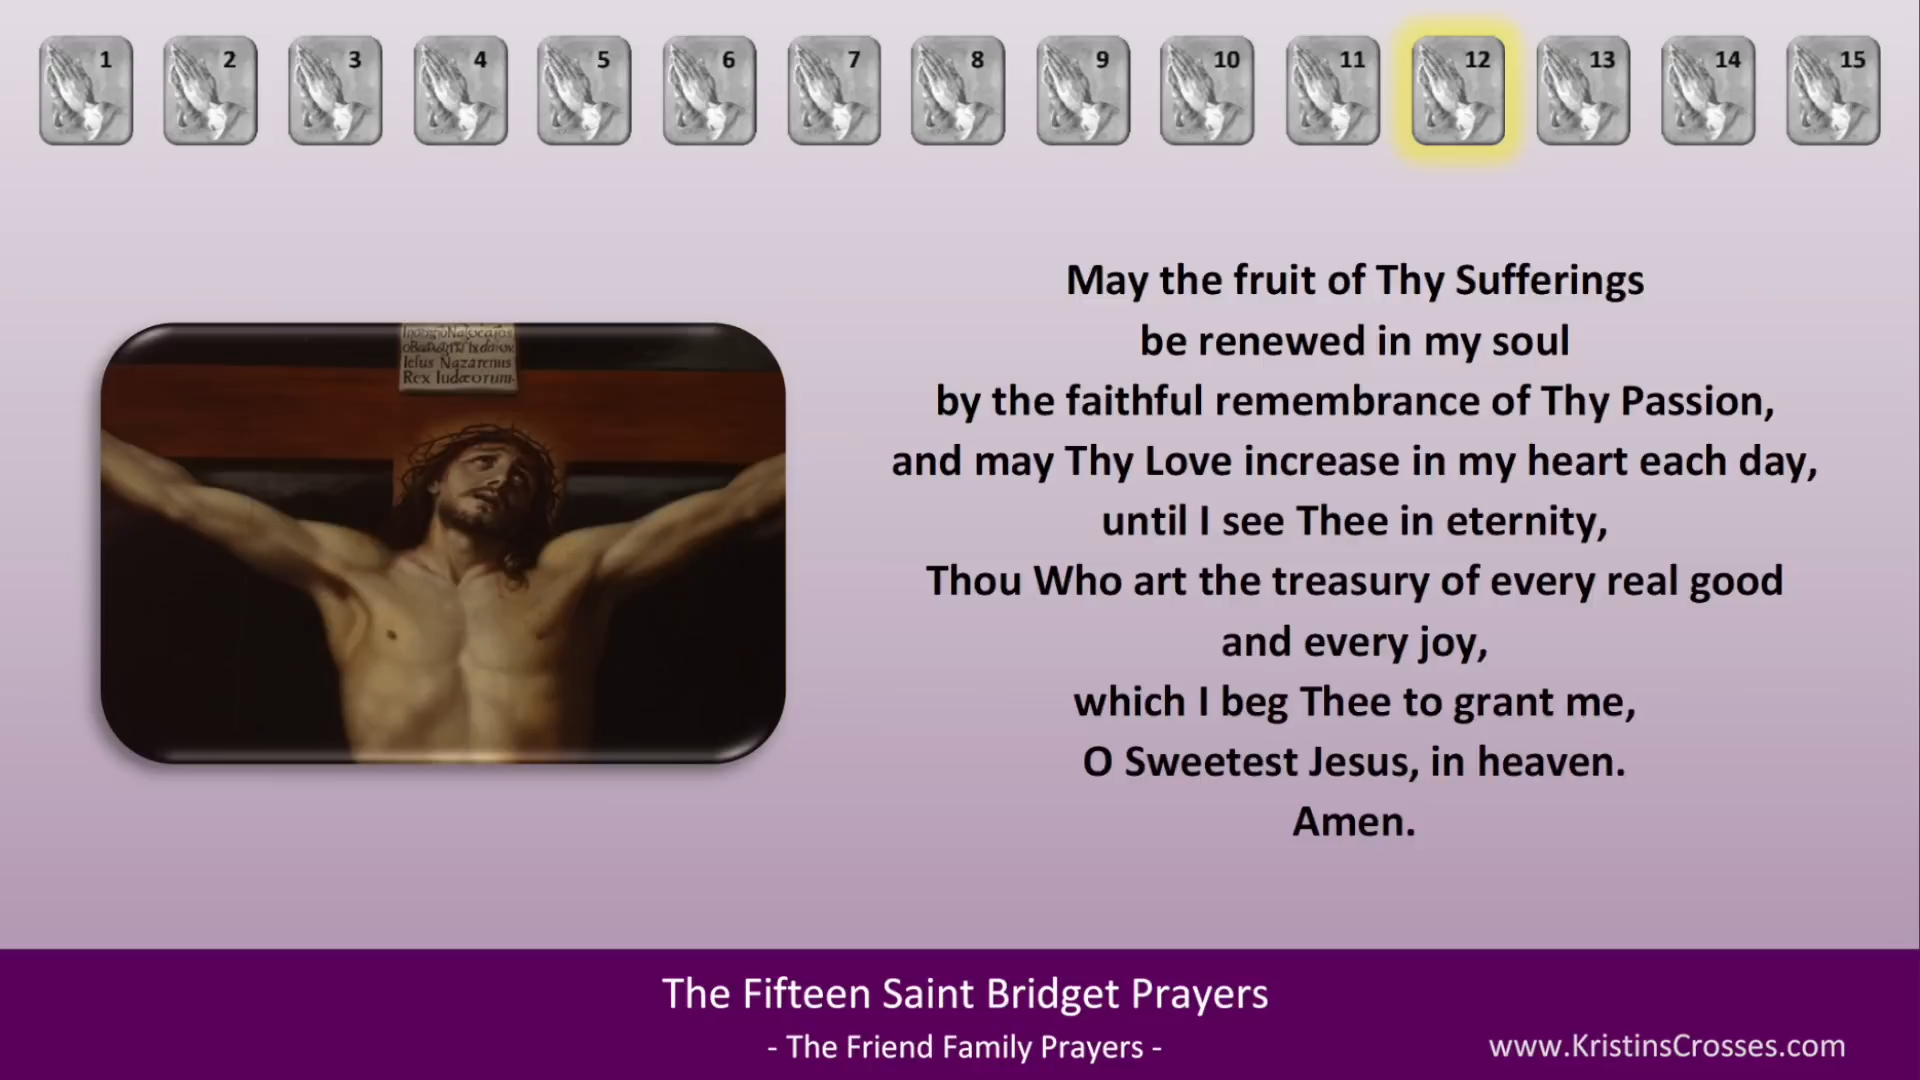 1 2 3 4 5 6 7 8 9 10 11 12 13 14 15
Iesus Nazarenus
Rex Iudæorum
May the fruit of Thy Sufferings
be renewed in my soul
by the faithful remembrance of Thy Passion,
and may Thy Love increase in my heart each day,
until I see Thee in eternity,
Thou Who art the treasury of every real good
and every joy,
which I beg Thee to grant me,
O Sweetest Jesus, in heaven.
Amen.
The Fifteen Saint Bridget Prayers
- The Friend Family Prayers -
www.KristinsCrosses.com